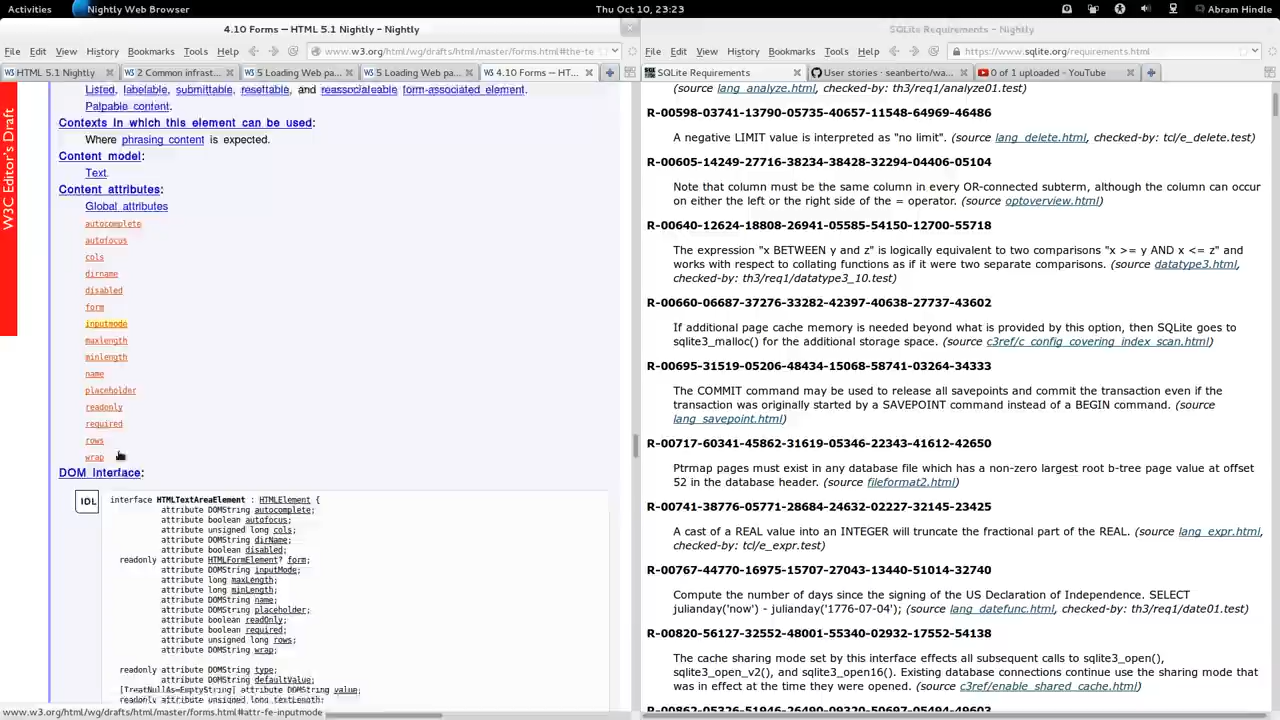 Activities Nightly Web Browser Thu Oct 10, 23:23 Abram Hindle
4.10 Forms — HTML 5.1 Nightly - Nightly
File Edit View History Bookmarks Tools Help www.w3.org/html/wg/drafts/html/master/forms.html#the-te
HTML 5.1 Nightly 2 Common infrast... 5 Loading Web pa... 5 Loading Web pa... 4.10 Forms — HT...
W3C Editor's Draft
Listed, labelable, submittable, resettable, and reassociateable form-associated element.
Palpable content.
Contexts in which this element can be used:
Where phrasing content is expected.
Content model:
Text.
Content attributes:
Global attributes
autocomplete
autofocus
cols
dirname
disabled
form
inputmode
maxlength
minlength
name
placeholder
readonly
required
rows
wrap
DOM interface:
IDL
interface HTMLTextAreaElement : HTMLElement {
attribute DOMString autocomplete;
attribute boolean autofocus;
attribute unsigned long cols;
attribute DOMString dirName;
attribute boolean disabled;
readonly attribute HTMLFormElement? form;
attribute DOMString inputMode;
attribute long maxLength;
attribute long minLength;
attribute DOMString name;
attribute DOMString placeholder;
attribute boolean readOnly;
attribute boolean required;
attribute unsigned long rows;
attribute DOMString wrap;
readonly attribute DOMString type;
attribute DOMString defaultValue;
[TreatNullAs=EmptyString] attribute DOMString value;
readonly attribute unsigned long textLength;
www.w3.org/html/wg/drafts/html/master/forms.html#attr-fe-inputmode
SQLite Requirements - Nightly
File Edit View History Bookmarks Tools Help https://www.sqlite.org/requirements.html
SQLite Requirements User stories · seanberto/wa... 0 of 1 uploaded - YouTube
(source lang_analyze.html, checked-by: th3/req1/analyze01.test)
R-00598-03741-13790-05735-40657-11548-64969-46486
A negative LIMIT value is interpreted as "no limit". (source lang_delete.html, checked-by: tcl/e_delete.test)
R-00605-14249-27716-38234-38428-32294-04406-05104
Note that column must be the same column in every OR-connected subterm, although the column can occur
on either the left or the right side of the = operator. (source optoverview.html)
R-00640-12624-18808-26941-05585-54150-12700-55718
The expression "x BETWEEN y and z" is logically equivalent to two comparisons "x >= y AND x <= z" and
works with respect to collating functions as if it were two separate comparisons. (source datatype3.html,
checked-by: th3/req1/datatype3_10.test)
R-00660-06687-37276-33282-42397-40638-27737-43602
If additional page cache memory is needed beyond what is provided by this option, then SQLite goes to
sqlite3_malloc() for the additional storage space. (source c3ref/c_config_covering_index_scan.html)
R-00695-31519-05206-48434-15068-58741-03264-34333
The COMMIT command may be used to release all savepoints and commit the transaction even if the
transaction was originally started by a SAVEPOINT command instead of a BEGIN command. (source
lang_savepoint.html)
R-00717-60341-45862-31619-05346-22343-41612-42650
Ptrmap pages must exist in any database file which has a non-zero largest root b-tree page value at offset
52 in the database header. (source fileformat2.html)
R-00741-38776-05771-28684-24632-02227-32145-23425
A cast of a REAL value into an INTEGER will truncate the fractional part of the REAL. (source lang_expr.html,
checked-by: tcl/e_expr.test)
R-00767-44770-16975-15707-27043-13440-51014-32740
Compute the number of days since the signing of the US Declaration of Independence. SELECT
julianday('now') - julianday('1776-07-04'); (source lang_datefunc.html, checked-by: th3/req1/date01.test)
R-00820-56127-32552-48001-55340-02932-17552-54138
The cache sharing mode set by this interface effects all subsequent calls to sqlite3_open(),
sqlite3_open_v2(), and sqlite3_open16(). Existing database connections continue use the sharing mode that
was in effect at the time they were opened. (source c3ref/enable_shared_cache.html)
R-00862-05326-51946-26490-09320-50697-05494-49603